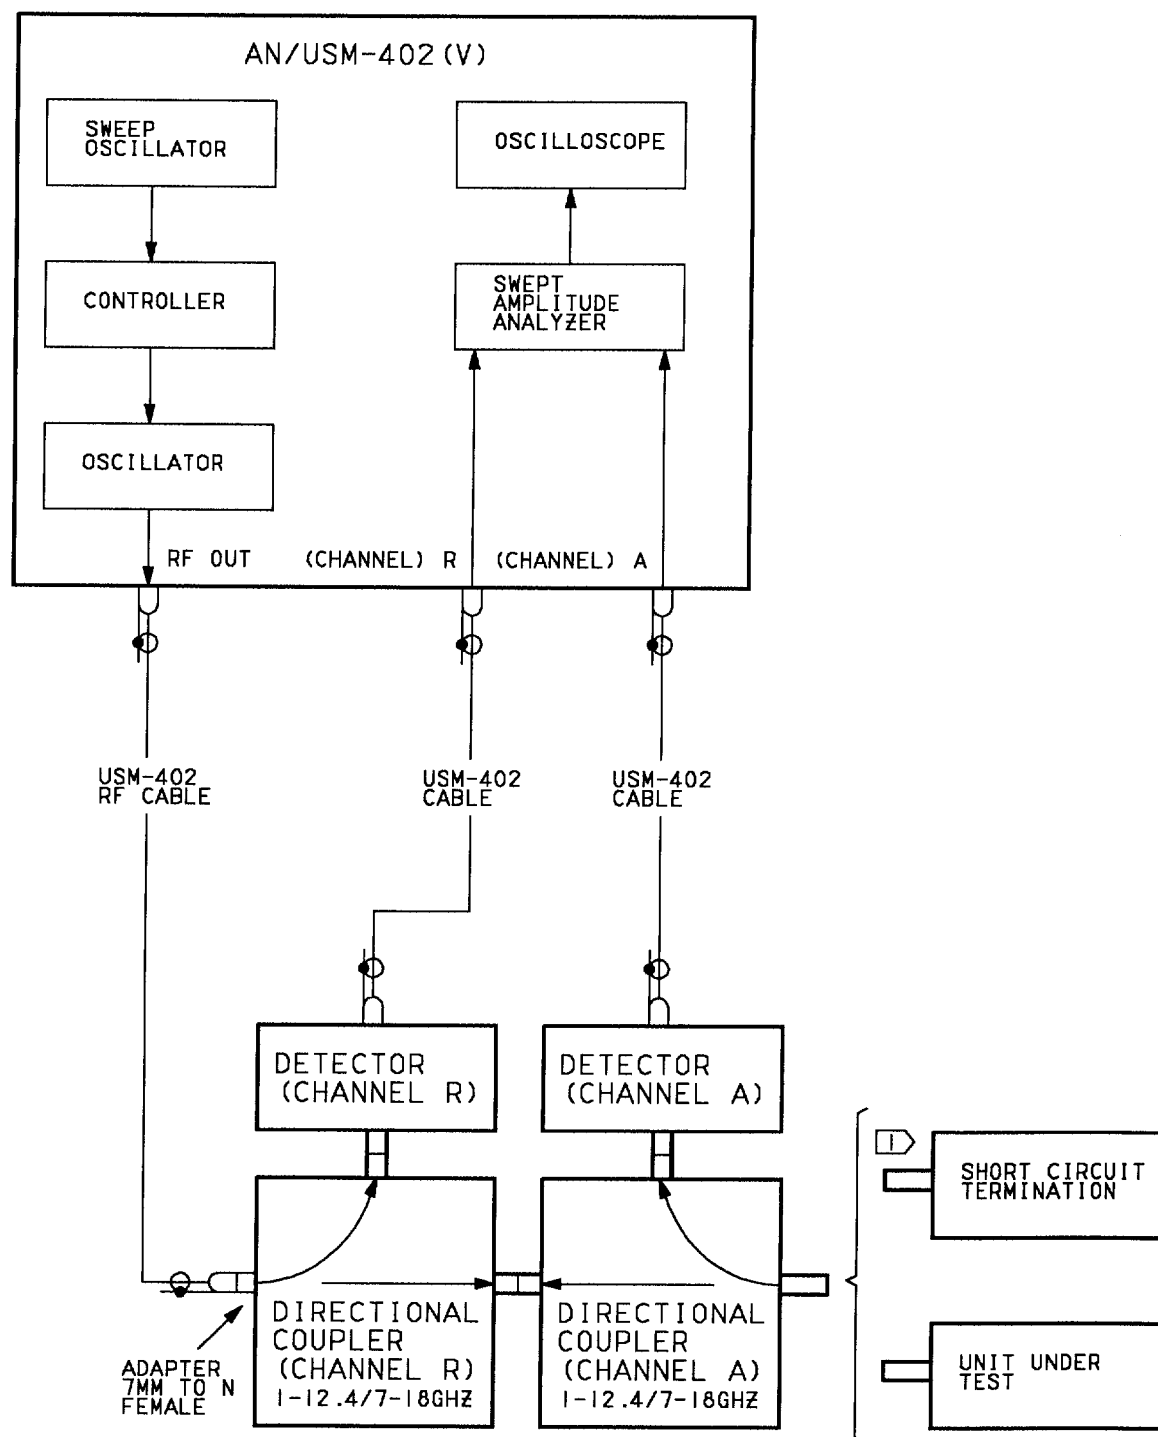 AN/USM-402(V)
SWEEP
OSCILLATOR
OSCILLOSCOPE
CONTROLLER
SWEPT
AMPLITUDE
ANALYZER
OSCILLATOR
RF OUT
(CHANNEL) R
(CHANNEL) A
USM-402
RF CABLE
USM-402
CABLE
USM-402
CABLE
DETECTOR
(CHANNEL R)
DETECTOR
(CHANNEL A)
1
SHORT CIRCUIT
TERMINATION
DIRECTIONAL
COUPLER
(CHANNEL R)
1-12.4/7-18GHZ
DIRECTIONAL
COUPLER
(CHANNEL A)
1-12.4/7-18GHZ
ADAPTER
7MM TO N
FEMALE
UNIT UNDER
TEST